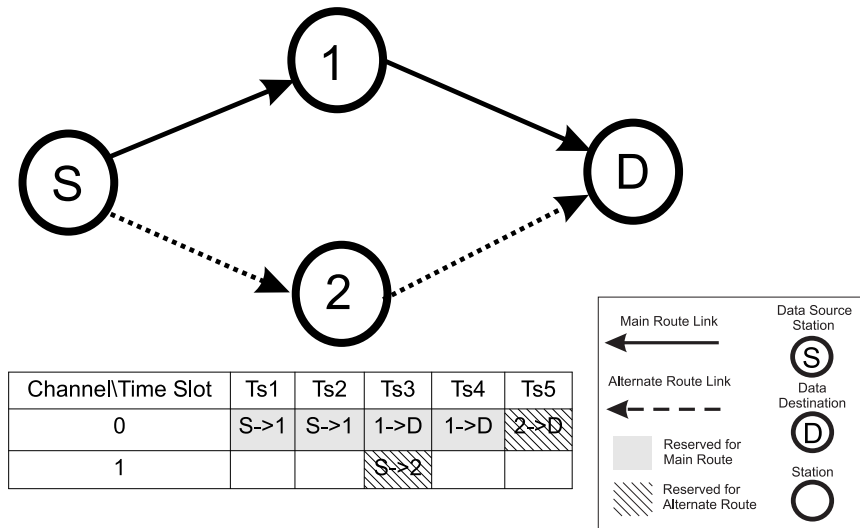 1
S
D
2
Channel\Time Slot Ts1 Ts2 Ts3 Ts4 Ts5
0 S->1 S->1 1->D 1->D 2->D
1 S->2
Main Route Link
Alternate Route Link
Reserved for
Main Route
Reserved for
Alternate Route
Data Source
Station
S
Data
Destination
D
Station